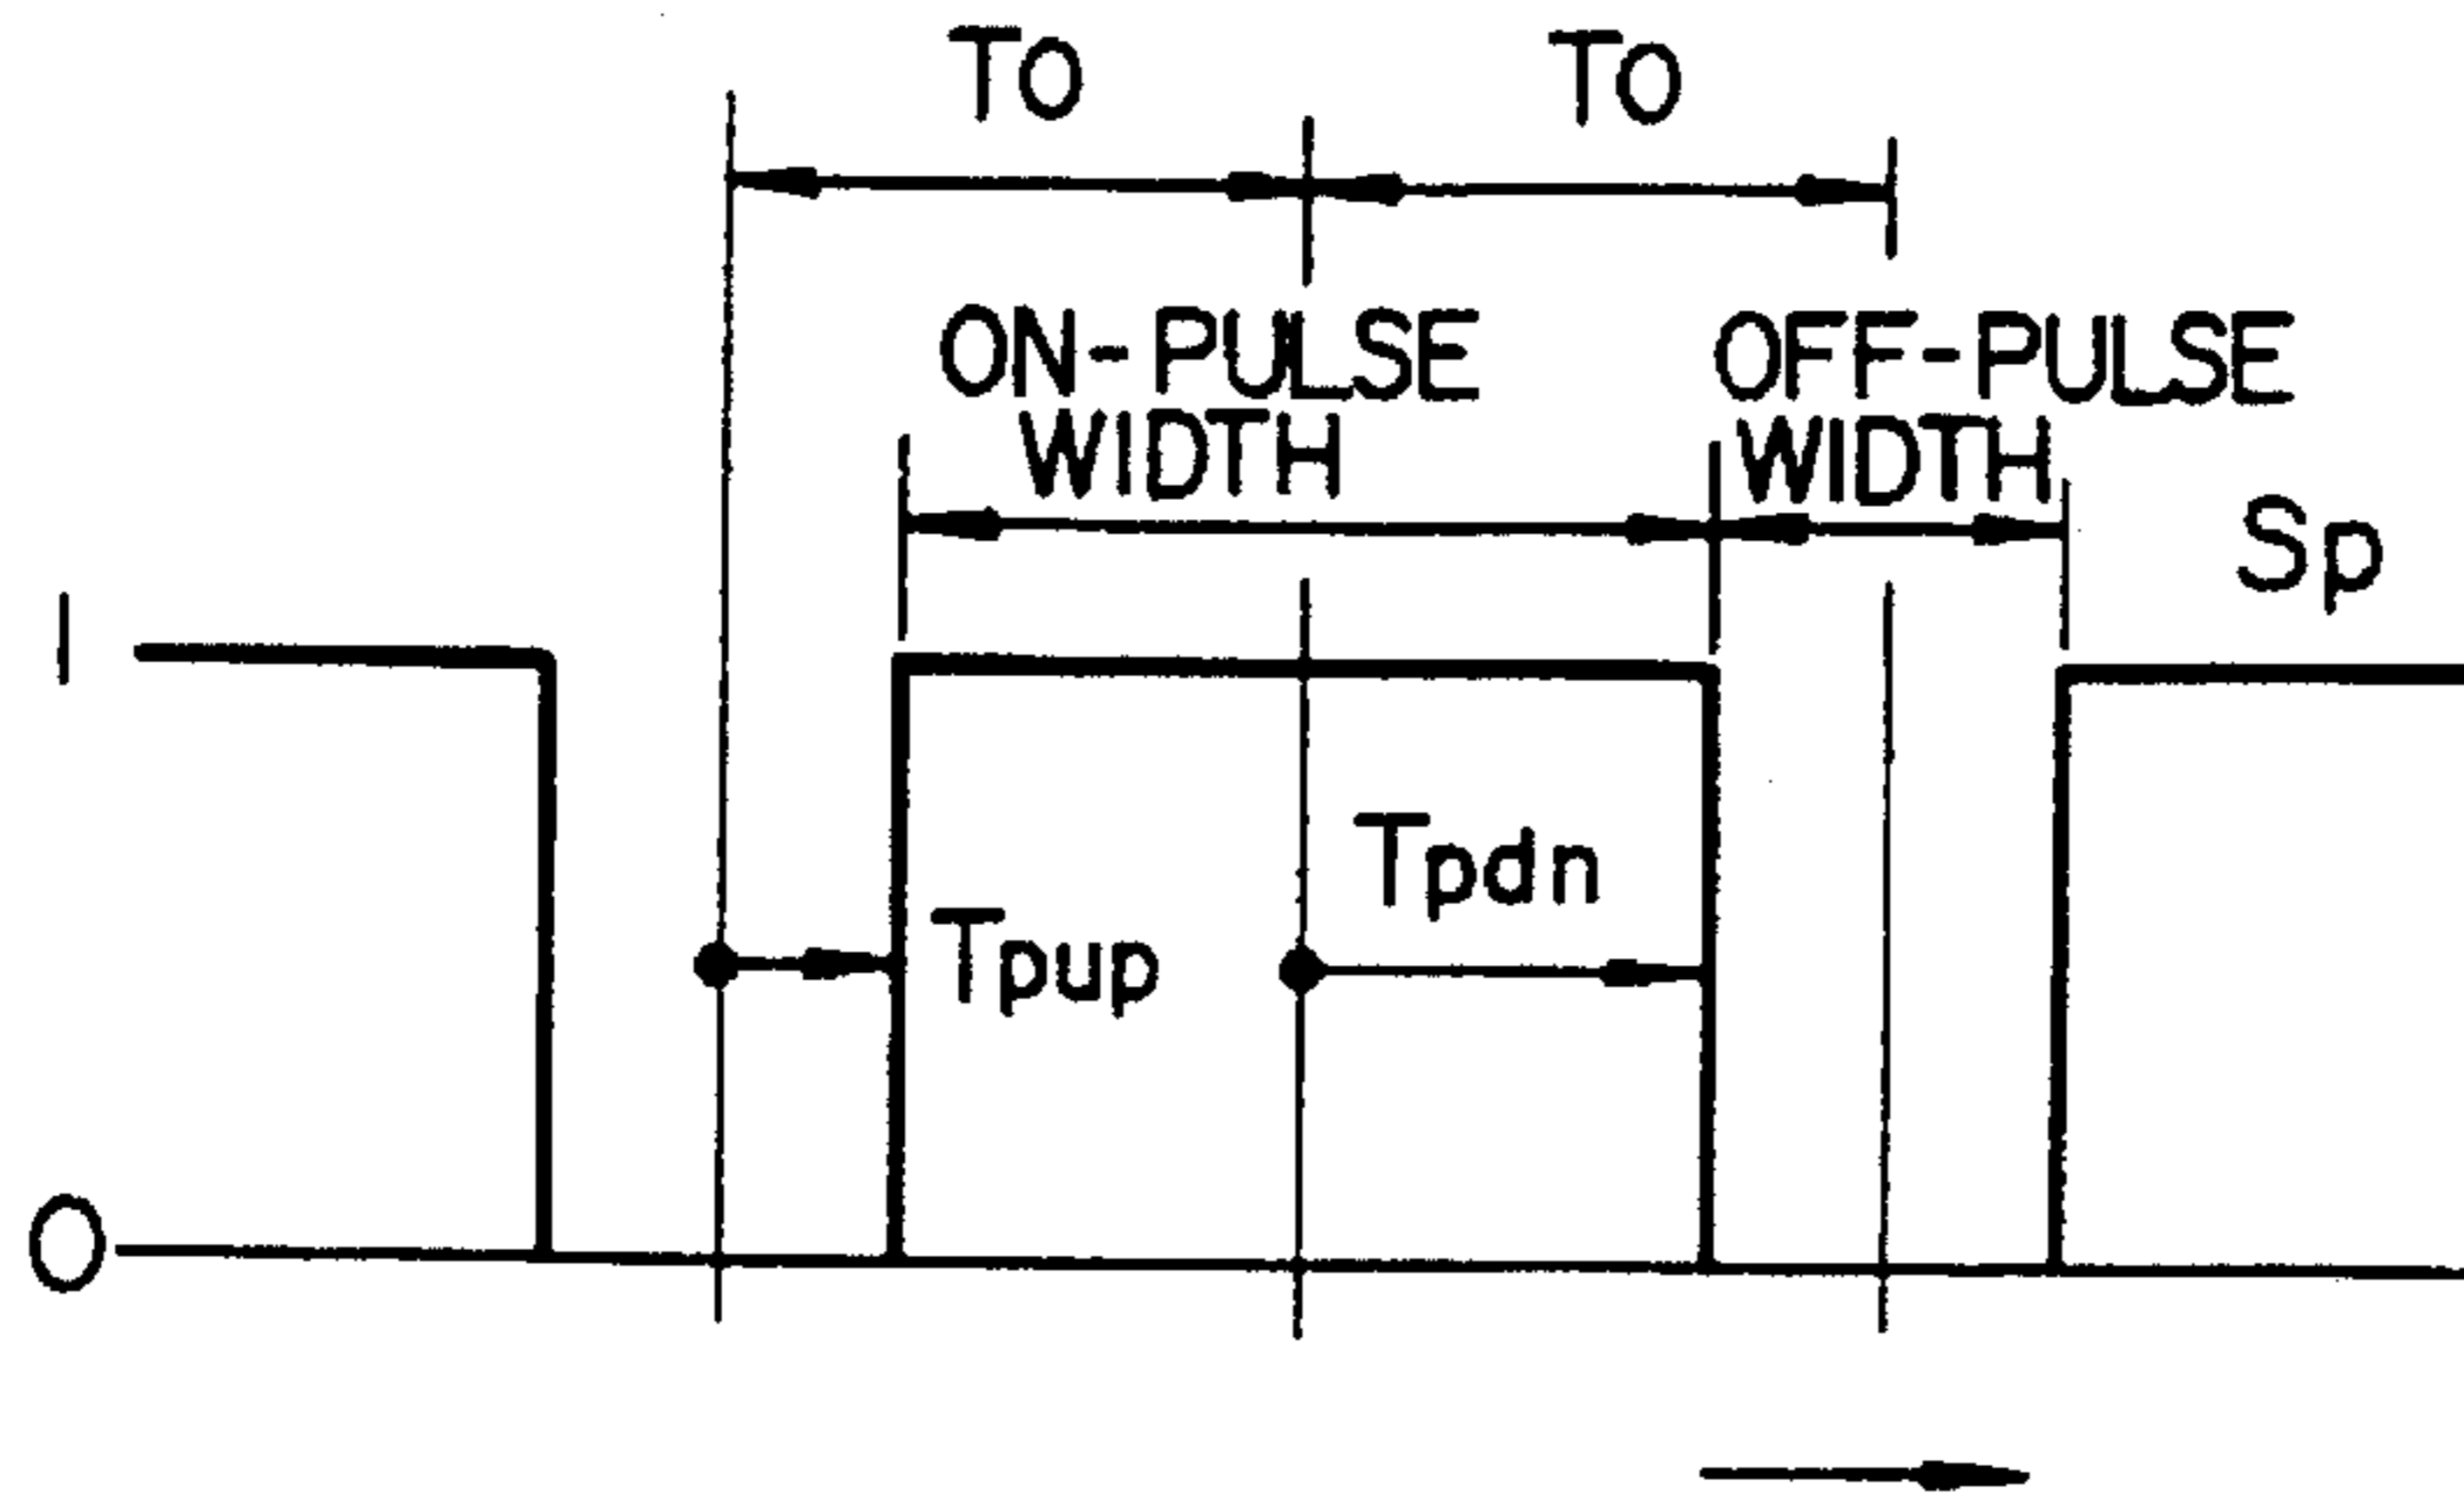 To To
ON-PULSE
WIDTH
OFF-PULSE
WIDTH
Sp
1
Tpdn
Tpup
0